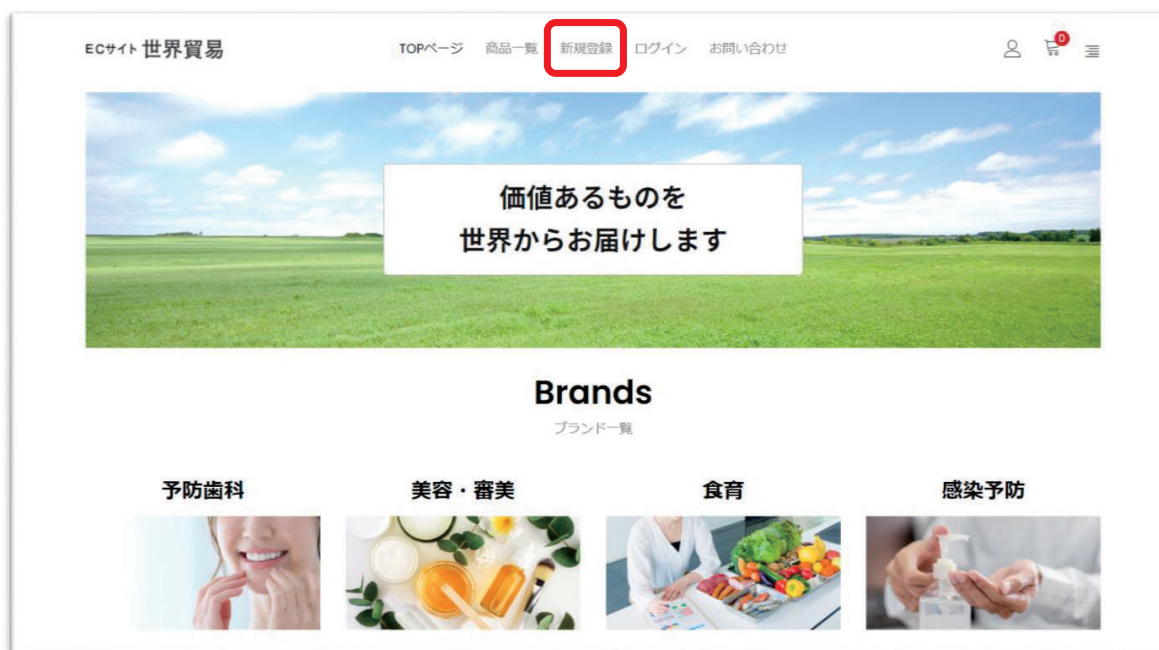 ECサイト 世界貿易
TOPページ 商品一覧 新規登録 ログイン お問い合わせ
0
価値あるものを
世界からお届けします
Brands
ブランド一覧
予防歯科 美容・審美 食育 感染予防